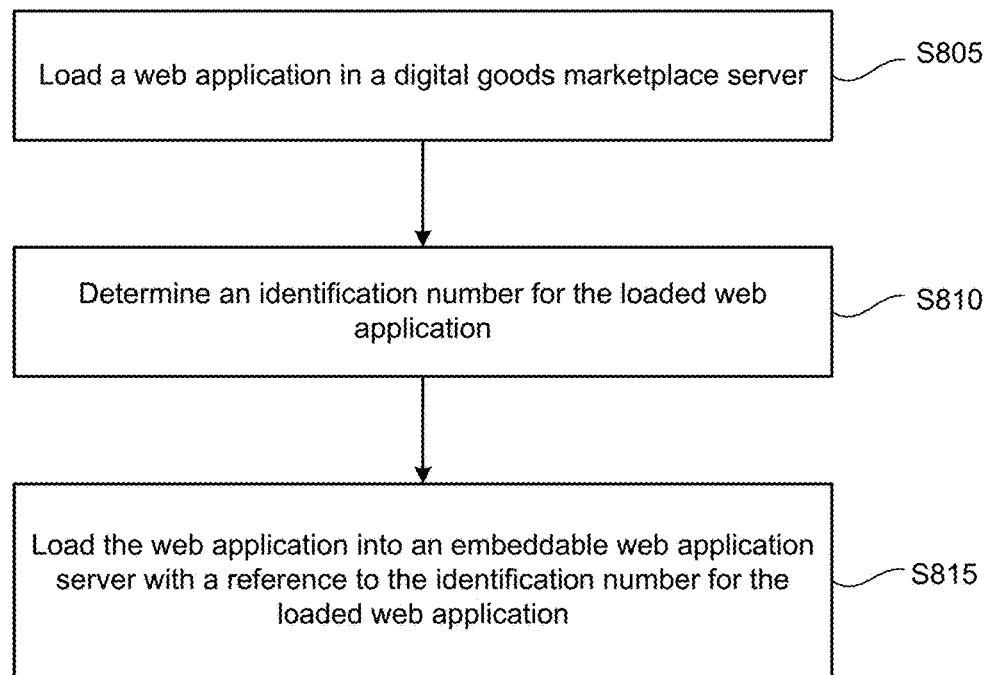 Load a web application in a digital goods marketplace server
S805
Determine an identification number for the loaded web
application
S810
Load the web application into an embeddable web application
server with a reference to the identification number for the
loaded web application
S815